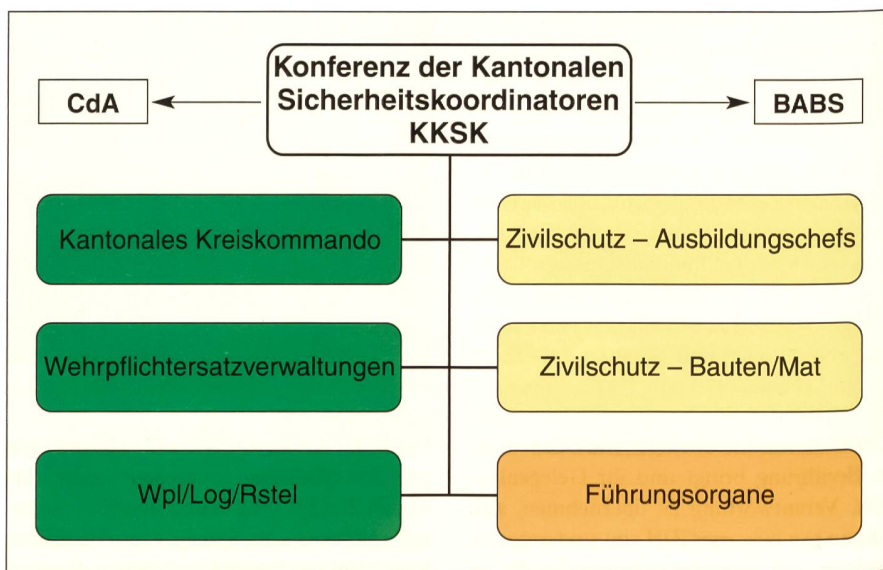 Konferenz der Kantonalen
Sicherheitskoordinatoren
KKSK
CdA
BABS
Kantonales Kreiskommando
Zivilschutz – Ausbildungschefs
Wehrpflichtersatzverwaltungen
Zivilschutz – Bauten/Mat
Wpl/Log/Rstel
Führungsorgane